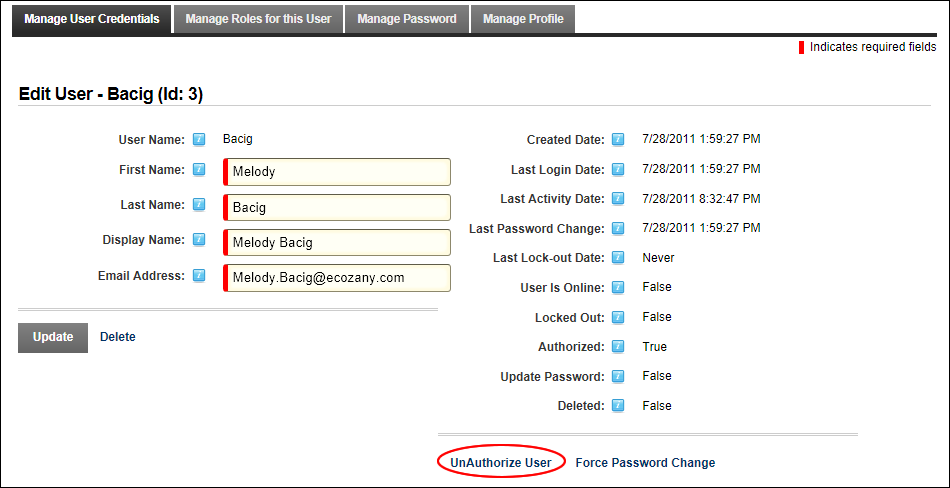 Manage User Credentials Manage Roles for this User Manage Password Manage Profile
Indicates required fields
Edit User - Bacig (Id: 3)
User Name: Bacig
First Name: Melody
Last Name: Bacig
Display Name: Melody Bacig
Email Address: Melody.Bacig@ecozany.com
Update Delete
Created Date: 7/28/2011 1:59:27 PM
Last Login Date: 7/28/2011 1:59:27 PM
Last Activity Date: 7/28/2011 8:32:47 PM
Last Password Change: 7/28/2011 1:59:27 PM
Last Lock-out Date: Never
User Is Online: False
Locked Out: False
Authorized: True
Update Password: False
Deleted: False
UnAuthorize User Force Password Change